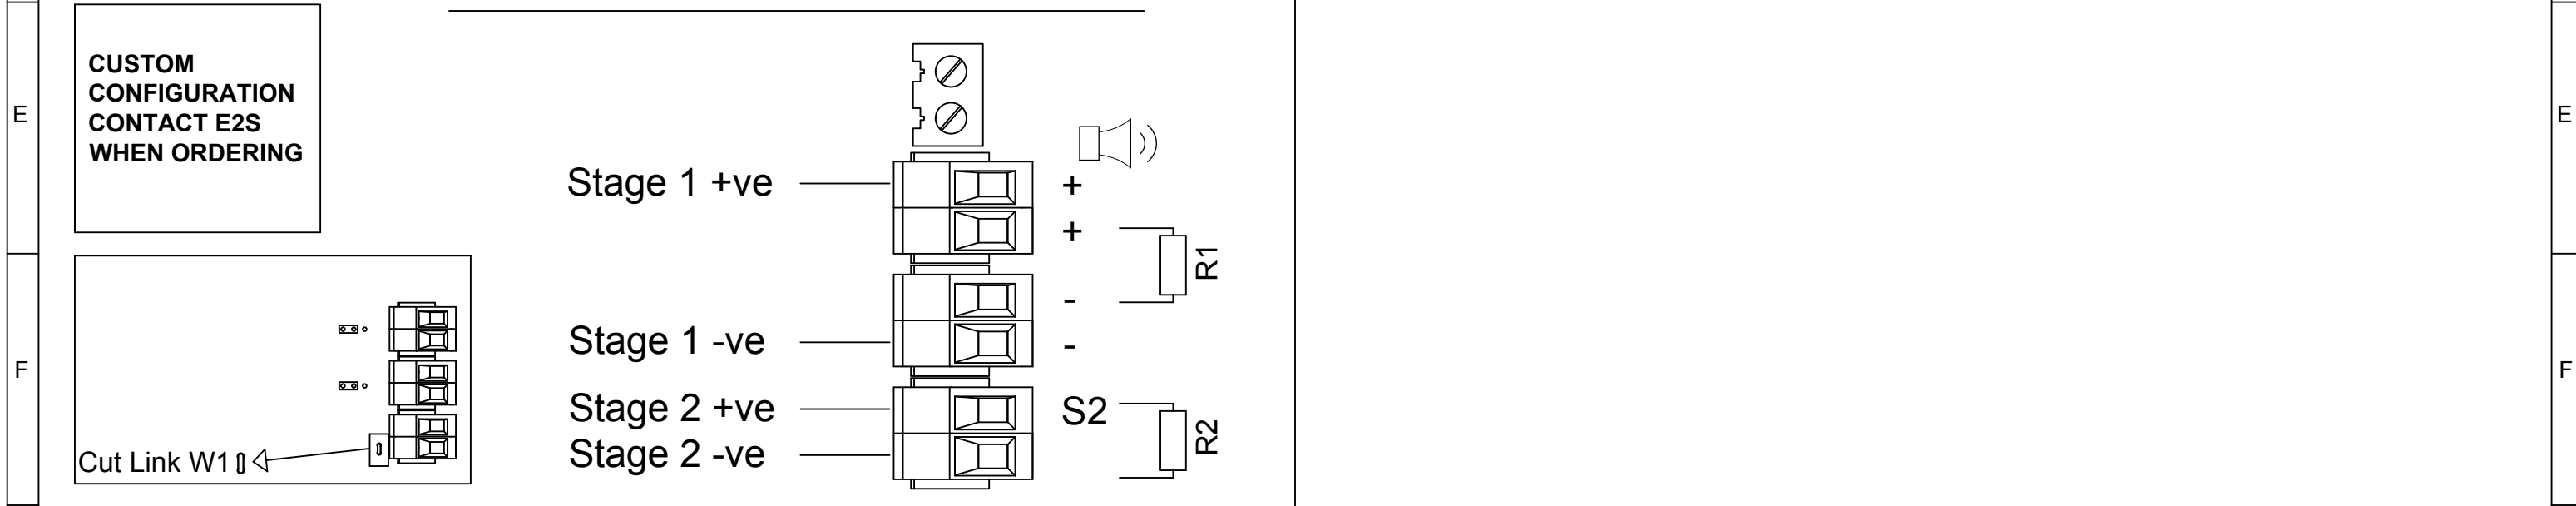 E
CUSTOM
CONFIGURATION
CONTACT E2S
WHEN ORDERING
Stage 1 +ve
+
+
R1
-
Stage 1 -ve
-
Stage 2 +ve
S2
Stage 2 -ve
R2
F
Cut Link W1
E
F